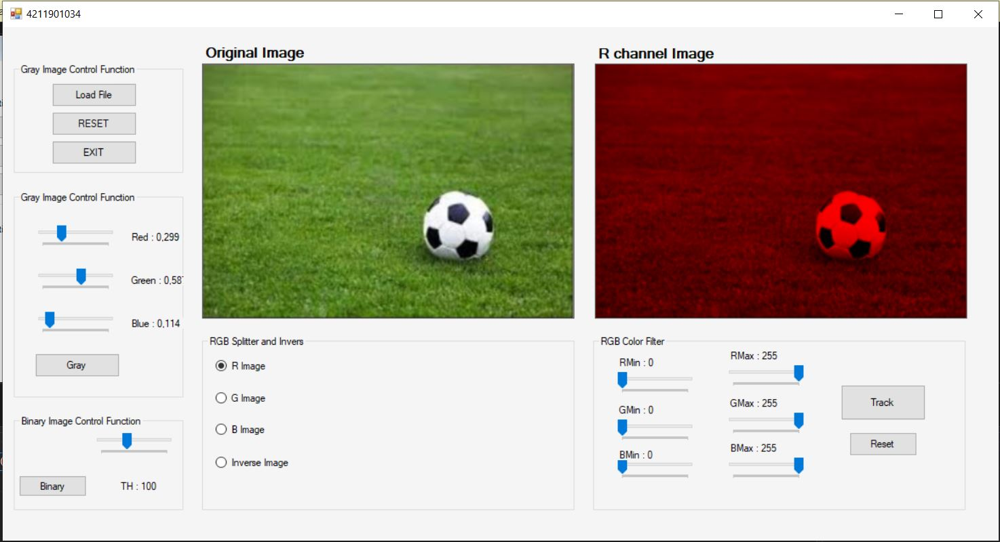 4211901034
Original Image
R channel Image
Gray Image Control Function
Load File
RESET
EXIT
Gray Image Control Function
Red : 0,299
Green : 0,58
Blue : 0,114
Gray
Binary Image Control Function
Binary
TH : 100
RGB Splitter and Invers
R Image
G Image
B Image
Inverse Image
RGB Color Filter
RMin : 0
RMax : 255
GMin : 0
GMax : 255
BMin : 0
BMax : 255
Track
Reset